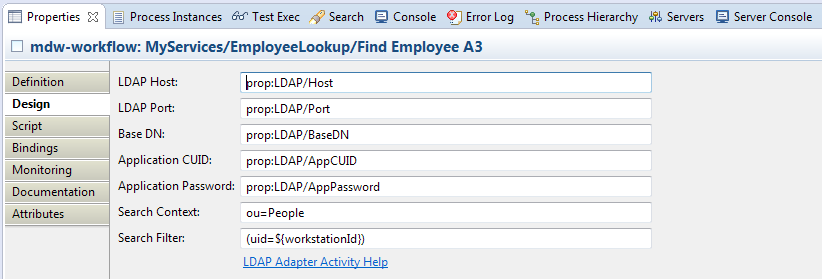 Properties Process Instances Test Exec Search Console Error Log Process Hierarchy Servers Server Console
mdw-workflow: MyServices/EmployeeLookup/Find Employee A3
Definition
Design
Script
Bindings
Monitoring
Documentation
Attributes
LDAP Host: prop:LDAP/Host
LDAP Port: prop:LDAP/Port
Base DN: prop:LDAP/BaseDN
Application CUID: prop:LDAP/AppCUID
Application Password: prop:LDAP/AppPassword
Search Context: ou=People
Search Filter: (uid=${workstationId})
LDAP Adapter Activity Help